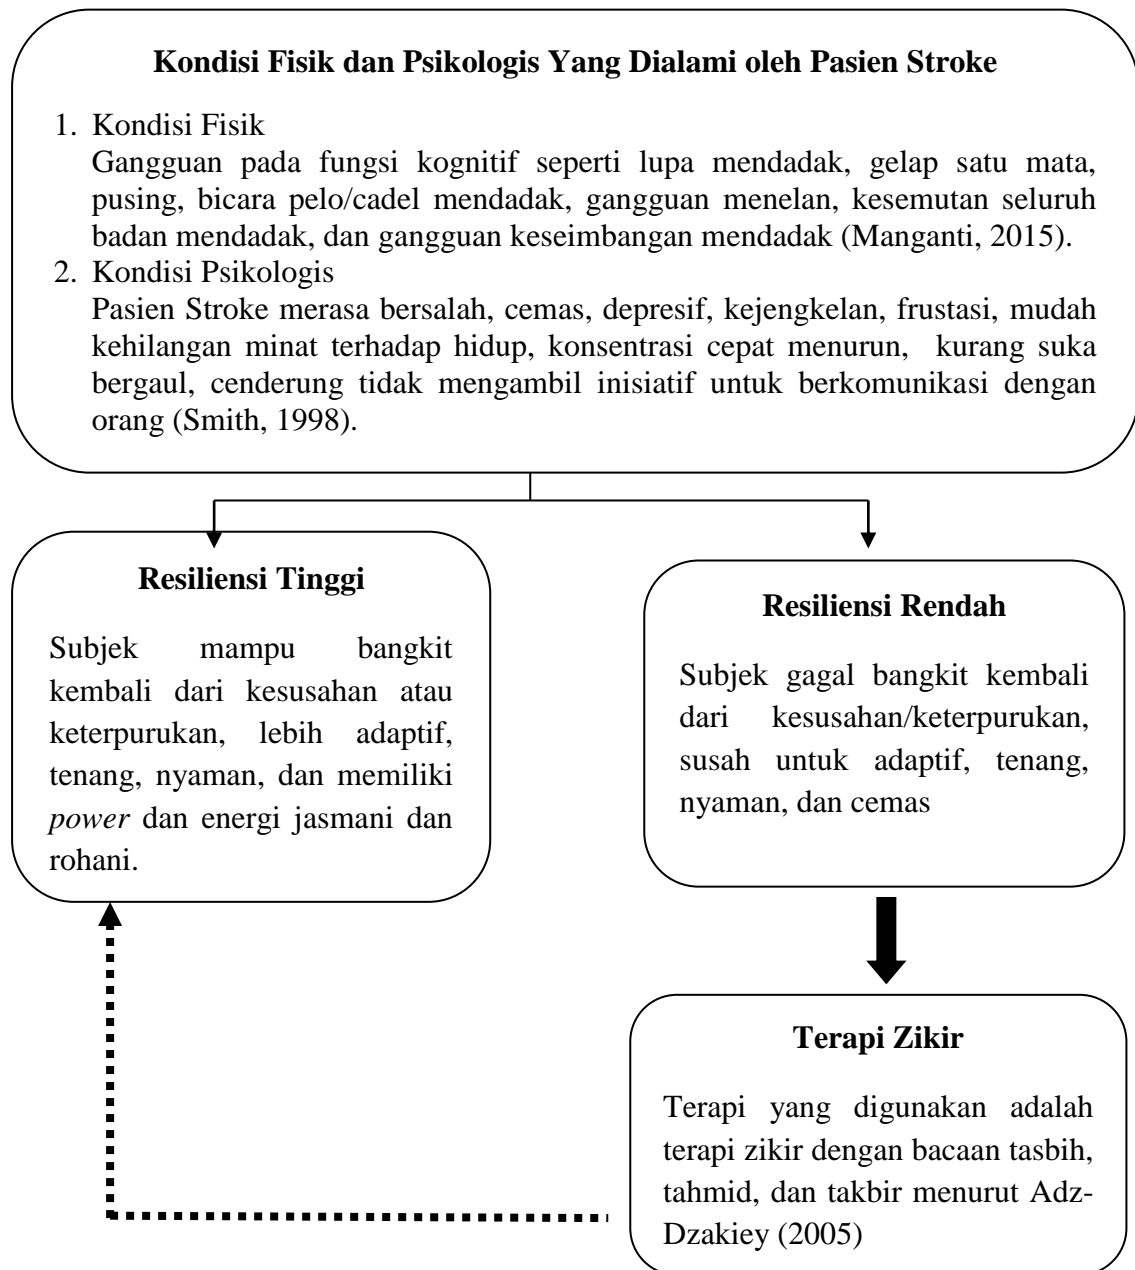 Kondisi Fisik dan Psikologis Yang Dialami oleh Pasien Stroke
1. Kondisi Fisik
Gangguan pada fungsi kognitif seperti lupa mendadak, gelap satu mata,
pusing, bicara pelo/cadel mendadak, gangguan menelan, kesemutan seluruh
badan mendadak, dan gangguan keseimbangan mendadak (Manganti, 2015).
2. Kondisi Psikologis
Pasien Stroke merasa bersalah, cemas, depresif, kejengkelan, frustasi, mudah
kehilangan minat terhadap hidup, konsentrasi cepat menurun, kurang suka
bergaul, cenderung tidak mengambil inisiatif untuk berkomunikasi dengan
orang (Smith, 1998).
Resiliensi Tinggi
Subjek mampu bangkit
kembali dari kesusahan atau
keterpurukan, lebih adaptif,
tenang, nyaman, dan memiliki
power dan energi jasmani dan
rohani.
Resiliensi Rendah
Subjek gagal bangkit kembali
dari kesusahan/keterpurukan,
susah untuk adaptif, tenang,
nyaman, dan cemas
Terapi Zikir
Terapi yang digunakan adalah
terapi zikir dengan bacaan tasbih,
tahmid, dan takbir menurut Adz-
Dzakiey (2005)